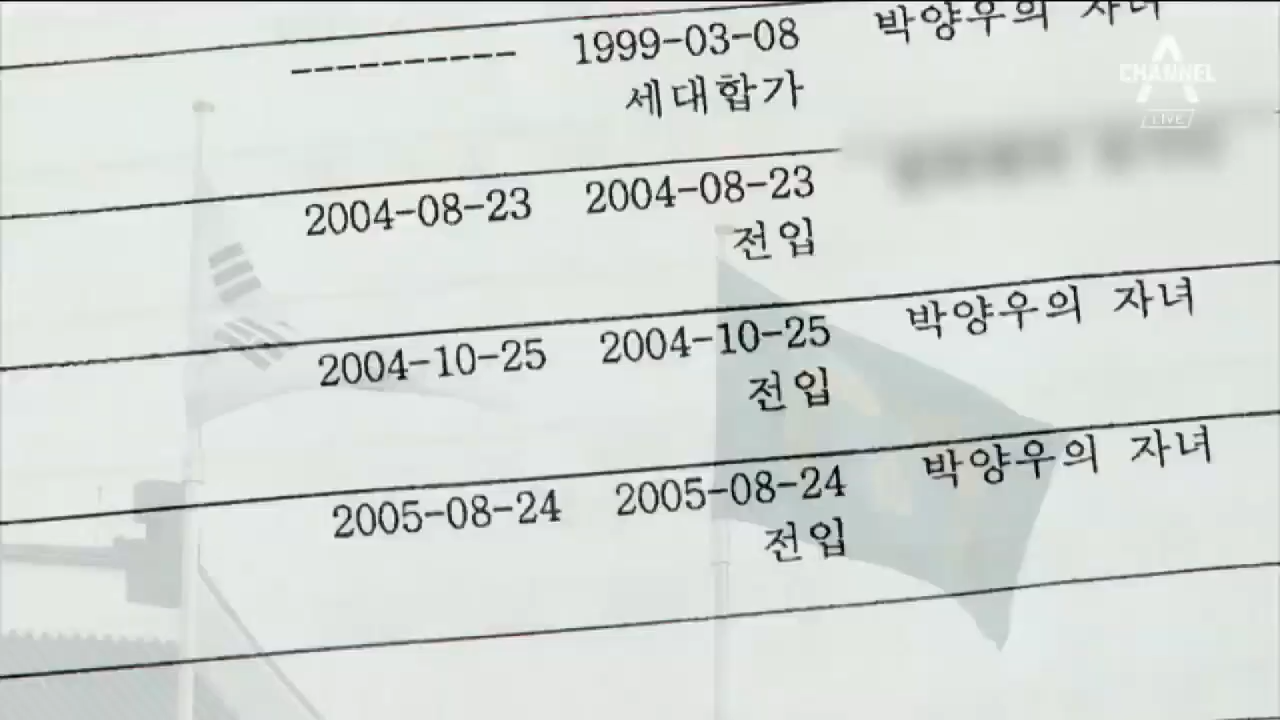 ---------- 1999-03-08 박양우의 자녀
세대합가
2004-08-23 2004-08-23
전입
2004-10-25 2004-10-25 박양우의 자녀
전입
2005-08-24 2005-08-24 박양우의 자녀
전입
CHANNEL A
LIVE